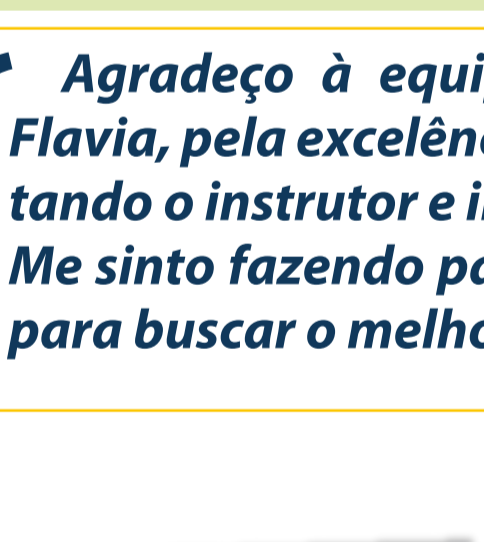 Agradeço à equi
Flavia, pela excelên
tando o instrutor e i
Me sinto fazendo pa
para buscar o melho